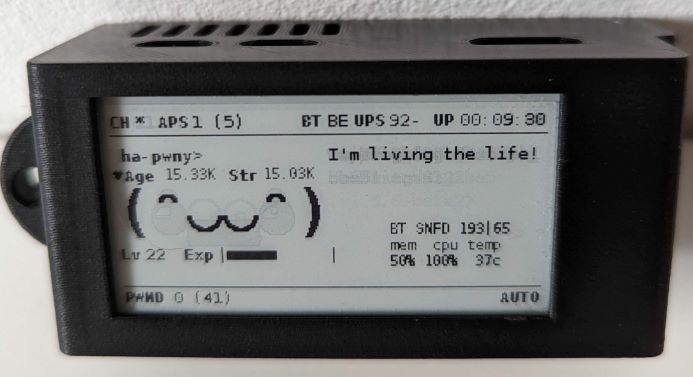 CH * APS 1 (5) BT BE UPS 92- UP 00:09:30
ha-pwny> I'm living the life!
♥Age 15.33K Str 15.03K
BT SNFD 193|65
mem cpu temp
Lv 22 Exp | |
50% 100% 37c
PWND 0 (41) AUTO